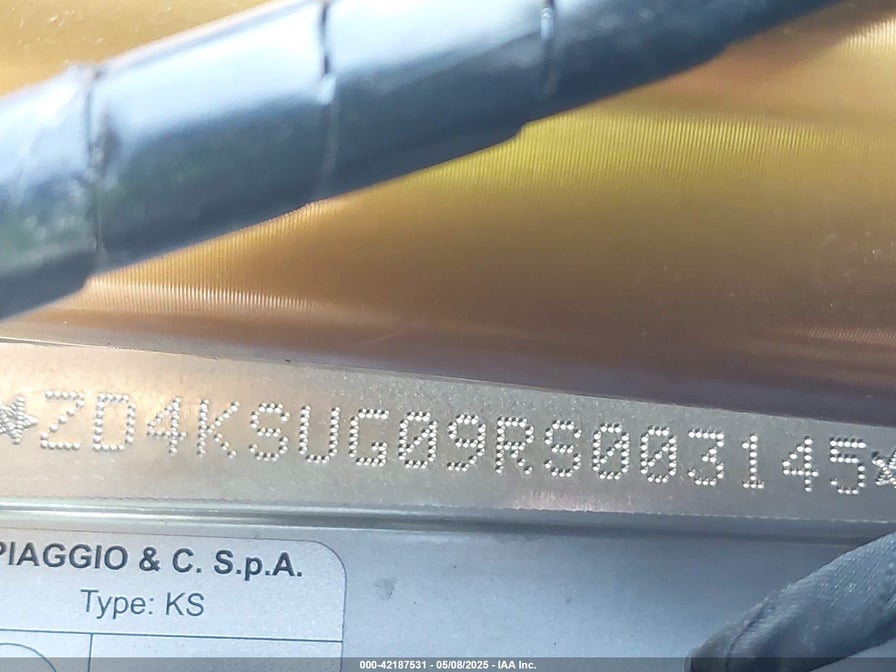 ★ZD4KSUG09RS003145★
PIAGGIO & C. S.p.A.
Type: KS
000-42187531 - 05/08/2025 - IAA Inc.